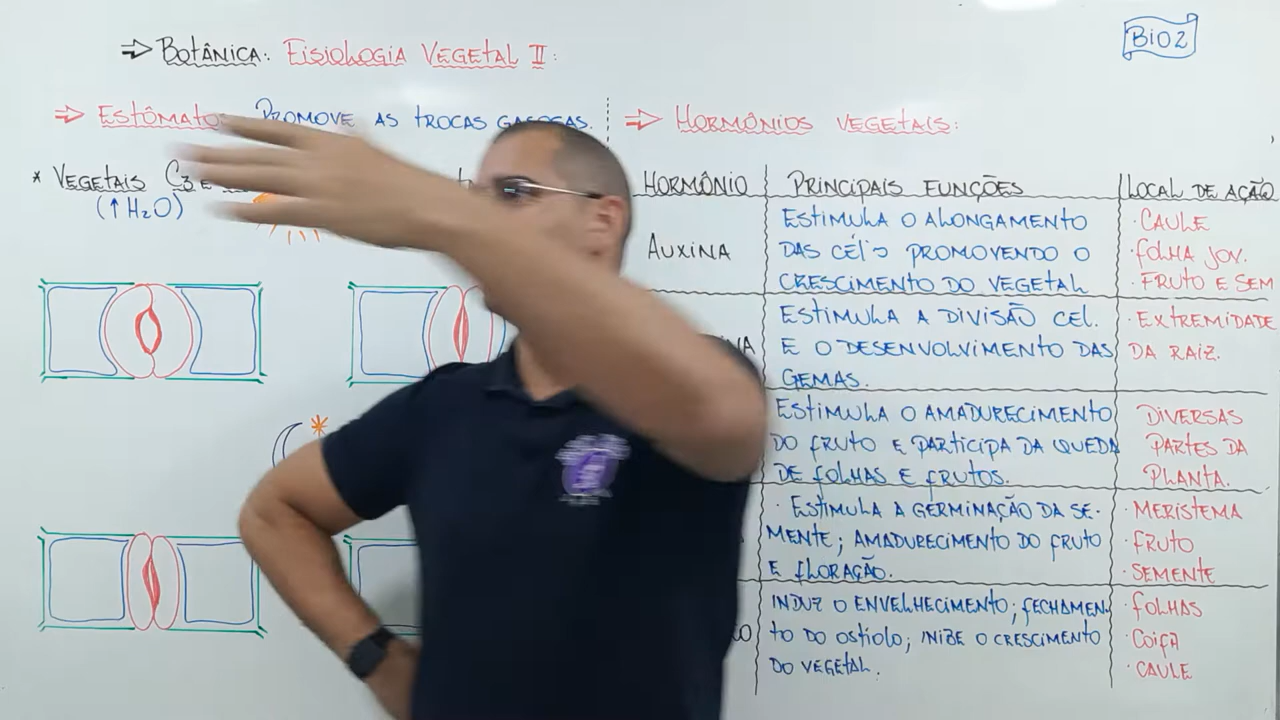 ⇒ Botânica: Fisiologia Vegetal II:
BiO2
⇒ Estômatos: Promove as trocas gasosas.
* Vegetais C3 e
(↑H₂O)
⇒ Hormônios vegetais:
Hormônio | Principais funções | Local de ação
Auxina
Estimula o alongamento
das cél's promovendo o
crescimento do vegetal
· Caule
· Folha jov.
· Fruto e sem
Estimula a divisão cel.
e o desenvolvimento das
gemas.
· Extremidade
da raiz.
Estimula o amadurecimento
do fruto e participa da queda
de folhas e frutos.
Diversas
partes da
planta.
· Estimula a germinação da se-
mente; amadurecimento do fruto
e floração.
· Meristema
· Fruto
· Semente
Induz o envelhecimento; fechamen-
to do ostíolo; inibe o crescimento
do vegetal.
· Folhas
· Coifa
· Caule